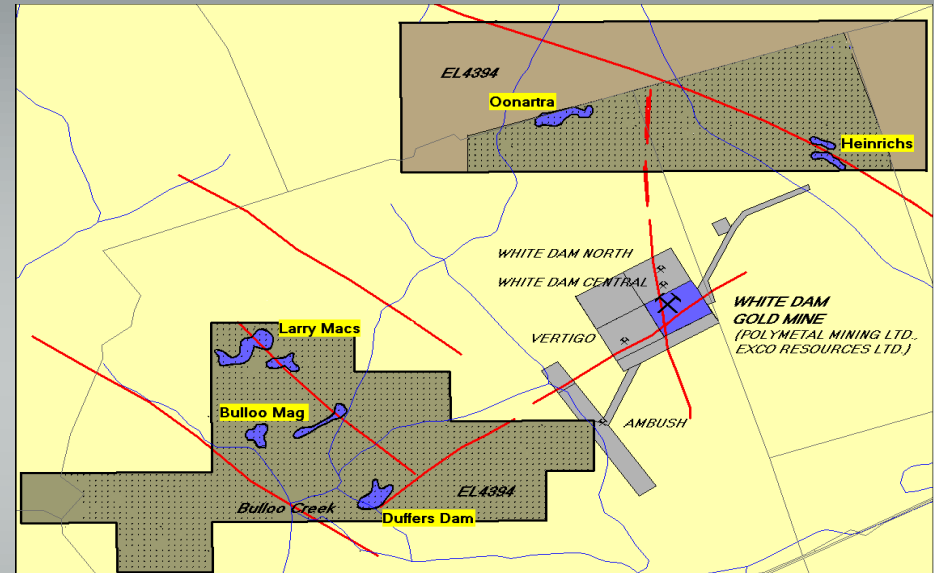 EL4394
Oonartra
Heinrichs
WHITE DAM NORTH
WHITE DAM CENTRAL
WHITE DAM
GOLD MINE
(POLYMETAL MINING LTD.,
EXCO RESOURCES LTD.)
VERTIGO
Larry Macs
Bulloo Mag
AMBUSH
EL4394
Bulloo Creek
Duffers Dam